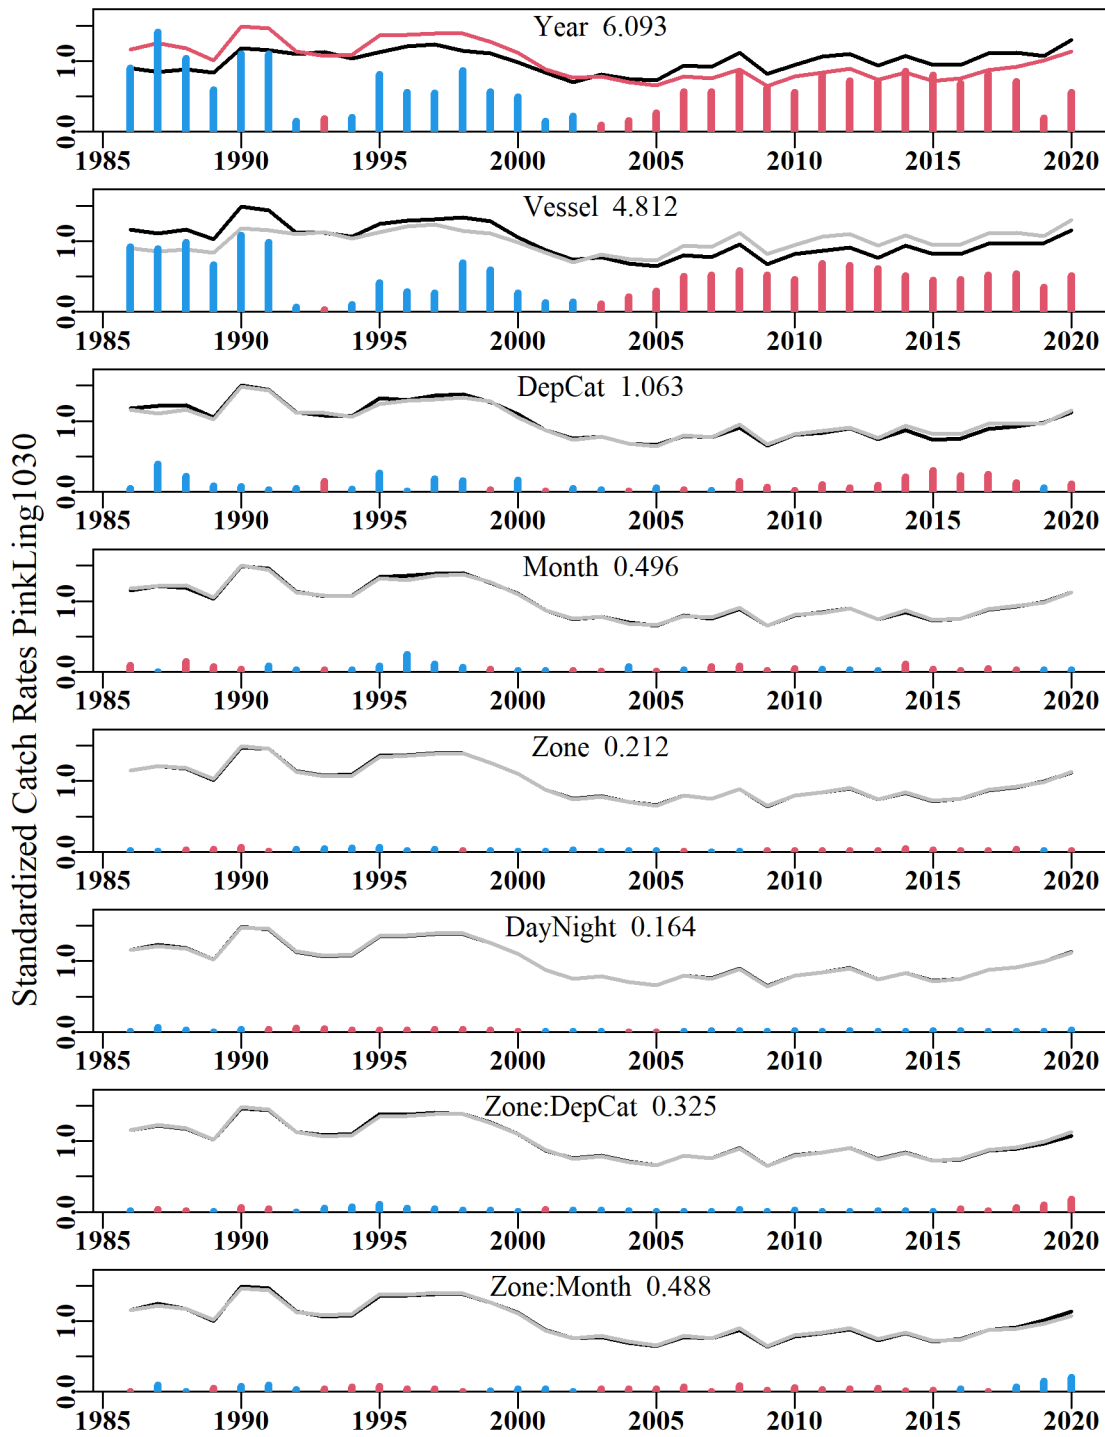 Standardized Catch Rates PinkLing1030
Year 6.093
0.0 1.0
1985 1990 1995 2000 2005 2010 2015 2020
Vessel 4.812
0.0 1.0
1985 1990 1995 2000 2005 2010 2015 2020
DepCat 1.063
0.0 1.0
1985 1990 1995 2000 2005 2010 2015 2020
Month 0.496
0.0 1.0
1985 1990 1995 2000 2005 2010 2015 2020
Zone 0.212
0.0 1.0
1985 1990 1995 2000 2005 2010 2015 2020
DayNight 0.164
0.0 1.0
1985 1990 1995 2000 2005 2010 2015 2020
Zone:DepCat 0.325
0.0 1.0
1985 1990 1995 2000 2005 2010 2015 2020
Zone:Month 0.488
0.0 1.0
1985 1990 1995 2000 2005 2010 2015 2020